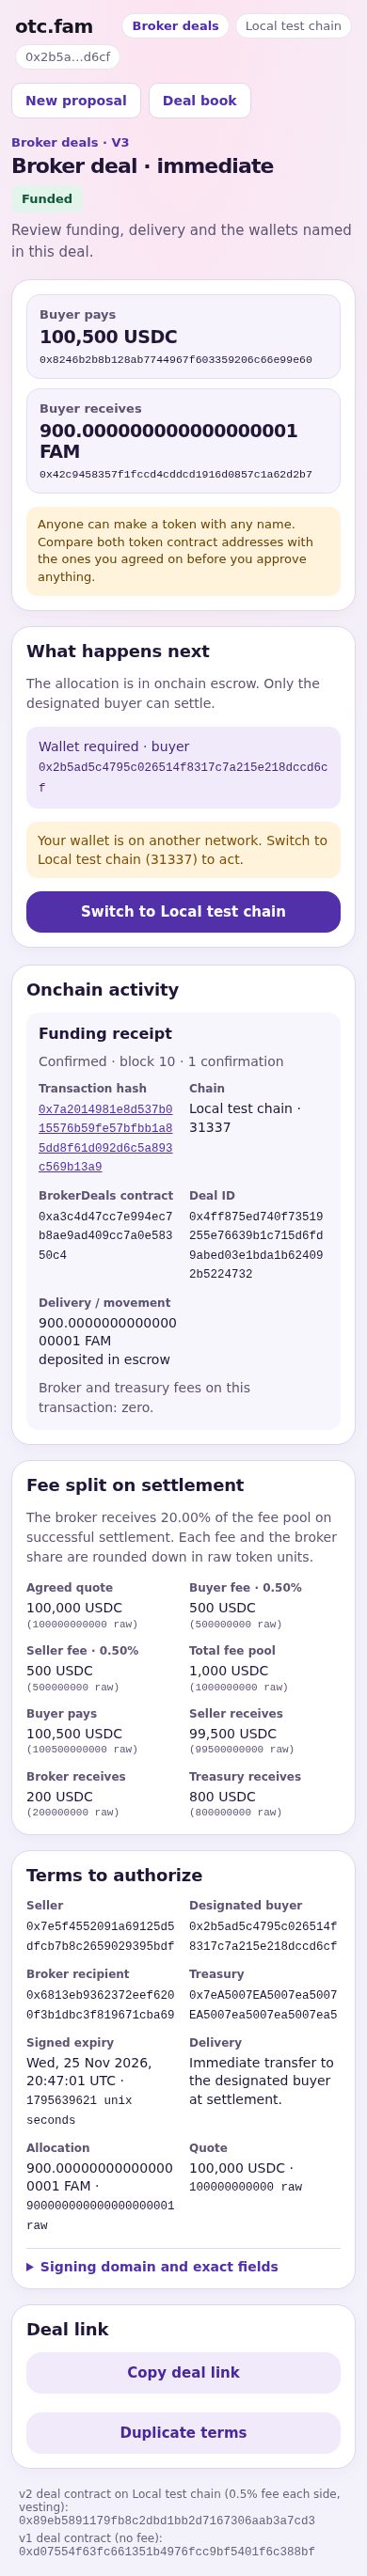 otc.fam
Broker deals
Local test chain
0x2b5a…d6cf
New proposal
Deal book
Broker deals · V3
Broker deal · immediate
Funded
Review funding, delivery and the wallets named
in this deal.
Buyer pays
100,500 USDC
0x8246b2b8b128ab7744967f603359206c66e99e60
Buyer receives
900.000000000000000001
FAM
0x42c9458357f1fccd4cddcd1916d0857c1a62d2b7
Anyone can make a token with any name.
Compare both token contract addresses with
the ones you agreed on before you approve
anything.
What happens next
The allocation is in onchain escrow. Only the
designated buyer can settle.
Wallet required · buyer
0x2b5ad5c4795c026514f8317c7a215e218dccd6c
f
Your wallet is on another network. Switch to
Local test chain (31337) to act.
Switch to Local test chain
Onchain activity
Funding receipt
Confirmed · block 10 · 1 confirmation
Transaction hash
0x7a2014981e8d537b0
15576b59fe57bfbb1a8
5dd8f61d092d6c5a893
c569b13a9
Chain
Local test chain ·
31337
BrokerDeals contract
0xa3c4d47cc7e994ec7
b8ae9ad409cc7a0e583
50c4
Deal ID
0x4ff875ed740f73519
255e76639b1c715d6fd
9abed03e1bda1b62409
2b5224732
Delivery / movement
900.0000000000000
00001 FAM
deposited in escrow
Broker and treasury fees on this
transaction: zero.
Fee split on settlement
The broker receives 20.00% of the fee pool on
successful settlement. Each fee and the broker
share are rounded down in raw token units.
Agreed quote
100,000 USDC
(100000000000 raw)
Buyer fee · 0.50%
500 USDC
(500000000 raw)
Seller fee · 0.50%
500 USDC
(500000000 raw)
Total fee pool
1,000 USDC
(1000000000 raw)
Buyer pays
100,500 USDC
(100500000000 raw)
Seller receives
99,500 USDC
(99500000000 raw)
Broker receives
200 USDC
(200000000 raw)
Treasury receives
800 USDC
(800000000 raw)
Terms to authorize
Seller
0x7e5f4552091a69125d5
dfcb7b8c2659029395bdf
Designated buyer
0x2b5ad5c4795c026514f
8317c7a215e218dccd6cf
Broker recipient
0x6813eb9362372eef620
0f3b1dbc3f819671cba69
Treasury
0x7eA5007EA5007ea5007
EA5007ea5007ea5007ea5
Signed expiry
Wed, 25 Nov 2026,
20:47:01 UTC ·
1795639621 unix
seconds
Delivery
Immediate transfer to
the designated buyer
at settlement.
Allocation
900.00000000000000
0001 FAM ·
900000000000000000001
raw
Quote
100,000 USDC ·
100000000000 raw
Signing domain and exact fields
Deal link
Copy deal link
Duplicate terms
v2 deal contract on Local test chain (0.5% fee each side,
vesting):
0x89eb5891179fb8c2dbd1bb2d7167306aab3a7cd3
v1 deal contract (no fee):
0xd07554f63fc661351b4976fcc9bf5401f6c388bf